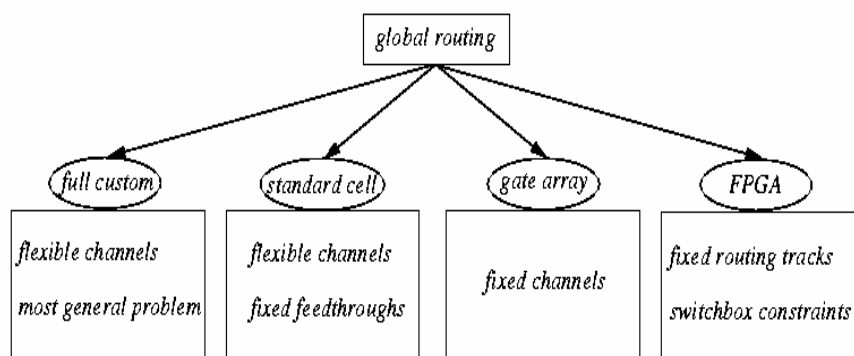 global routing
full custom
standard cell
gate array
FPGA
flexible channels
most general problem
flexible channels
fixed feedthroughs
fixed channels
fixed routing tracks
switchbox constraints